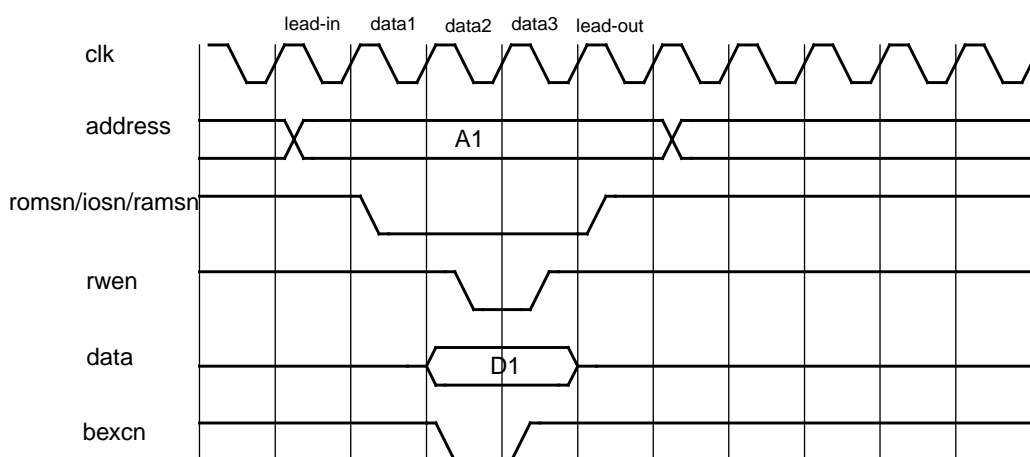 lead-in data1 data2 data3 lead-out
clk
address
A1
romsn/iosn/ramsn
rwen
data
D1
bexcn